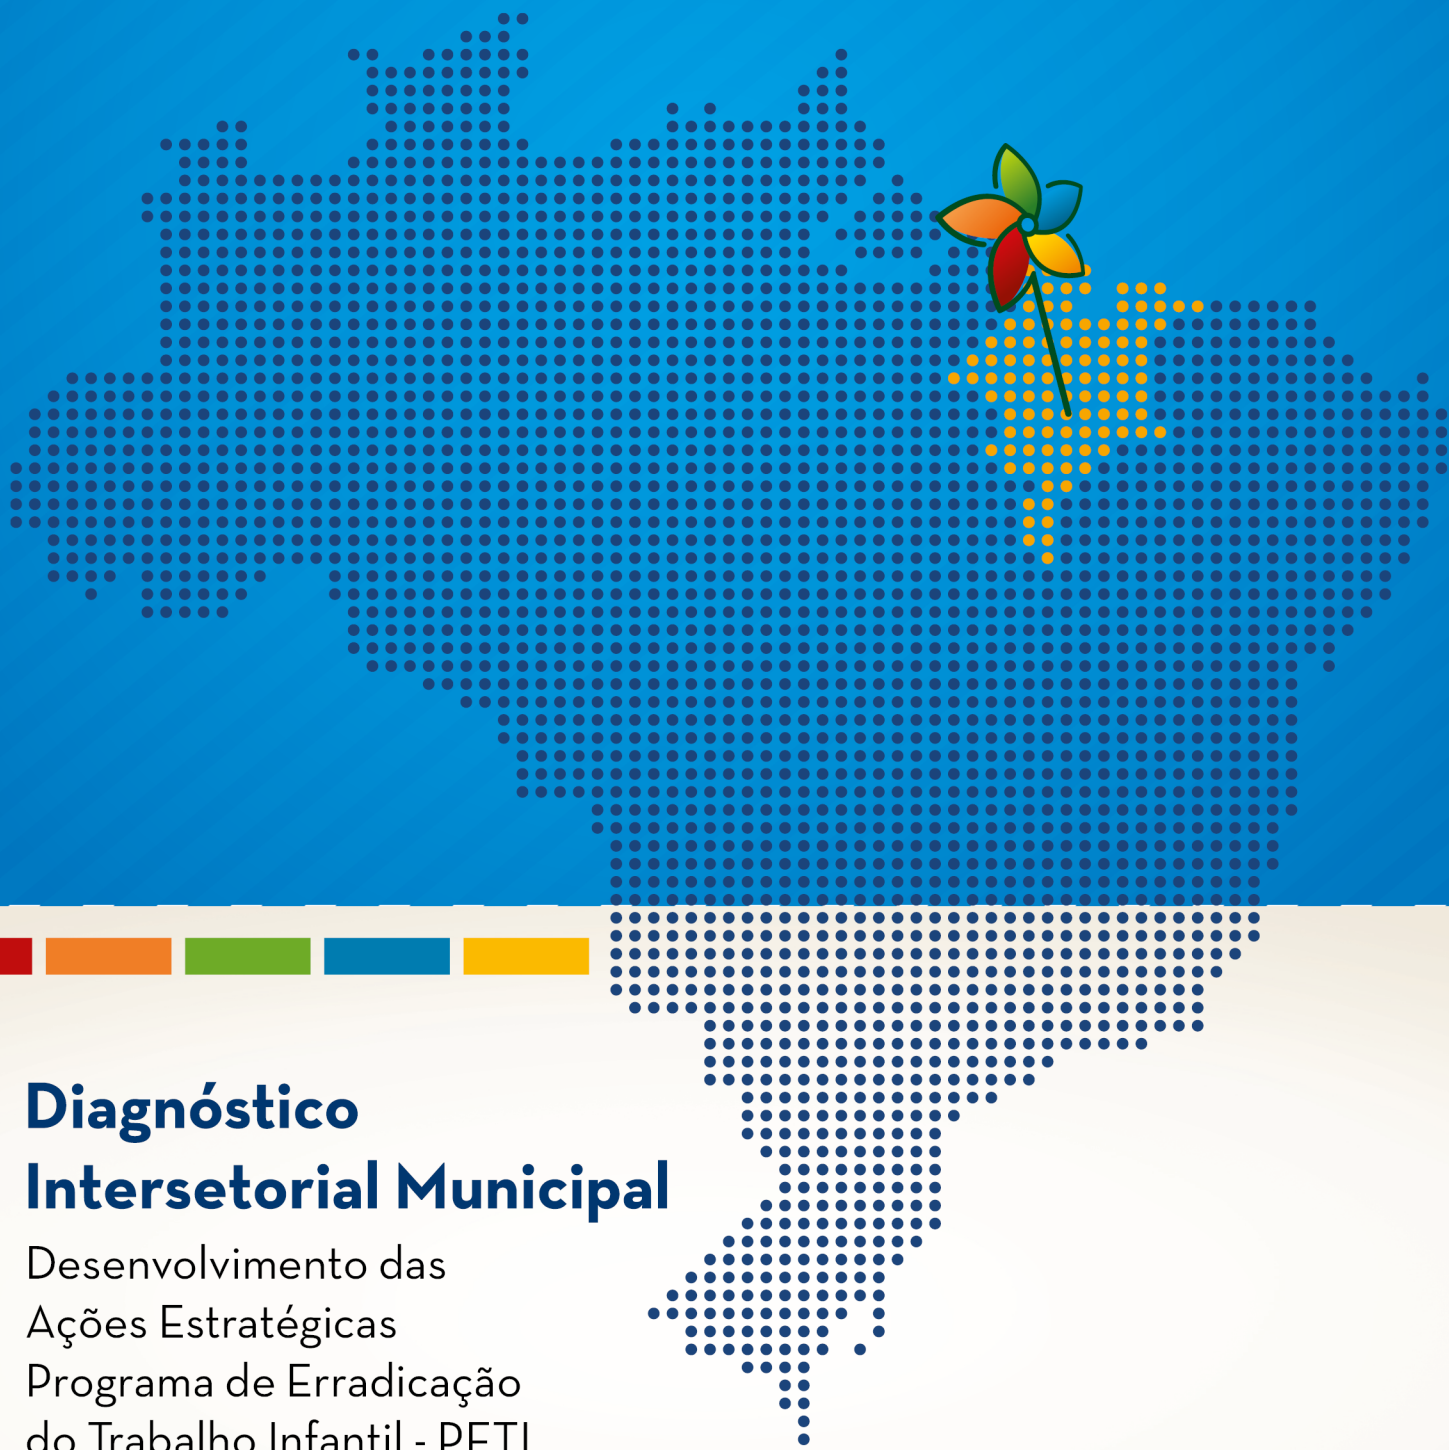 Diagnóstico
Intersetorial Municipal
Desenvolvimento das
Ações Estratégicas
Programa de Erradicação
do Trabalho Infantil - PETI